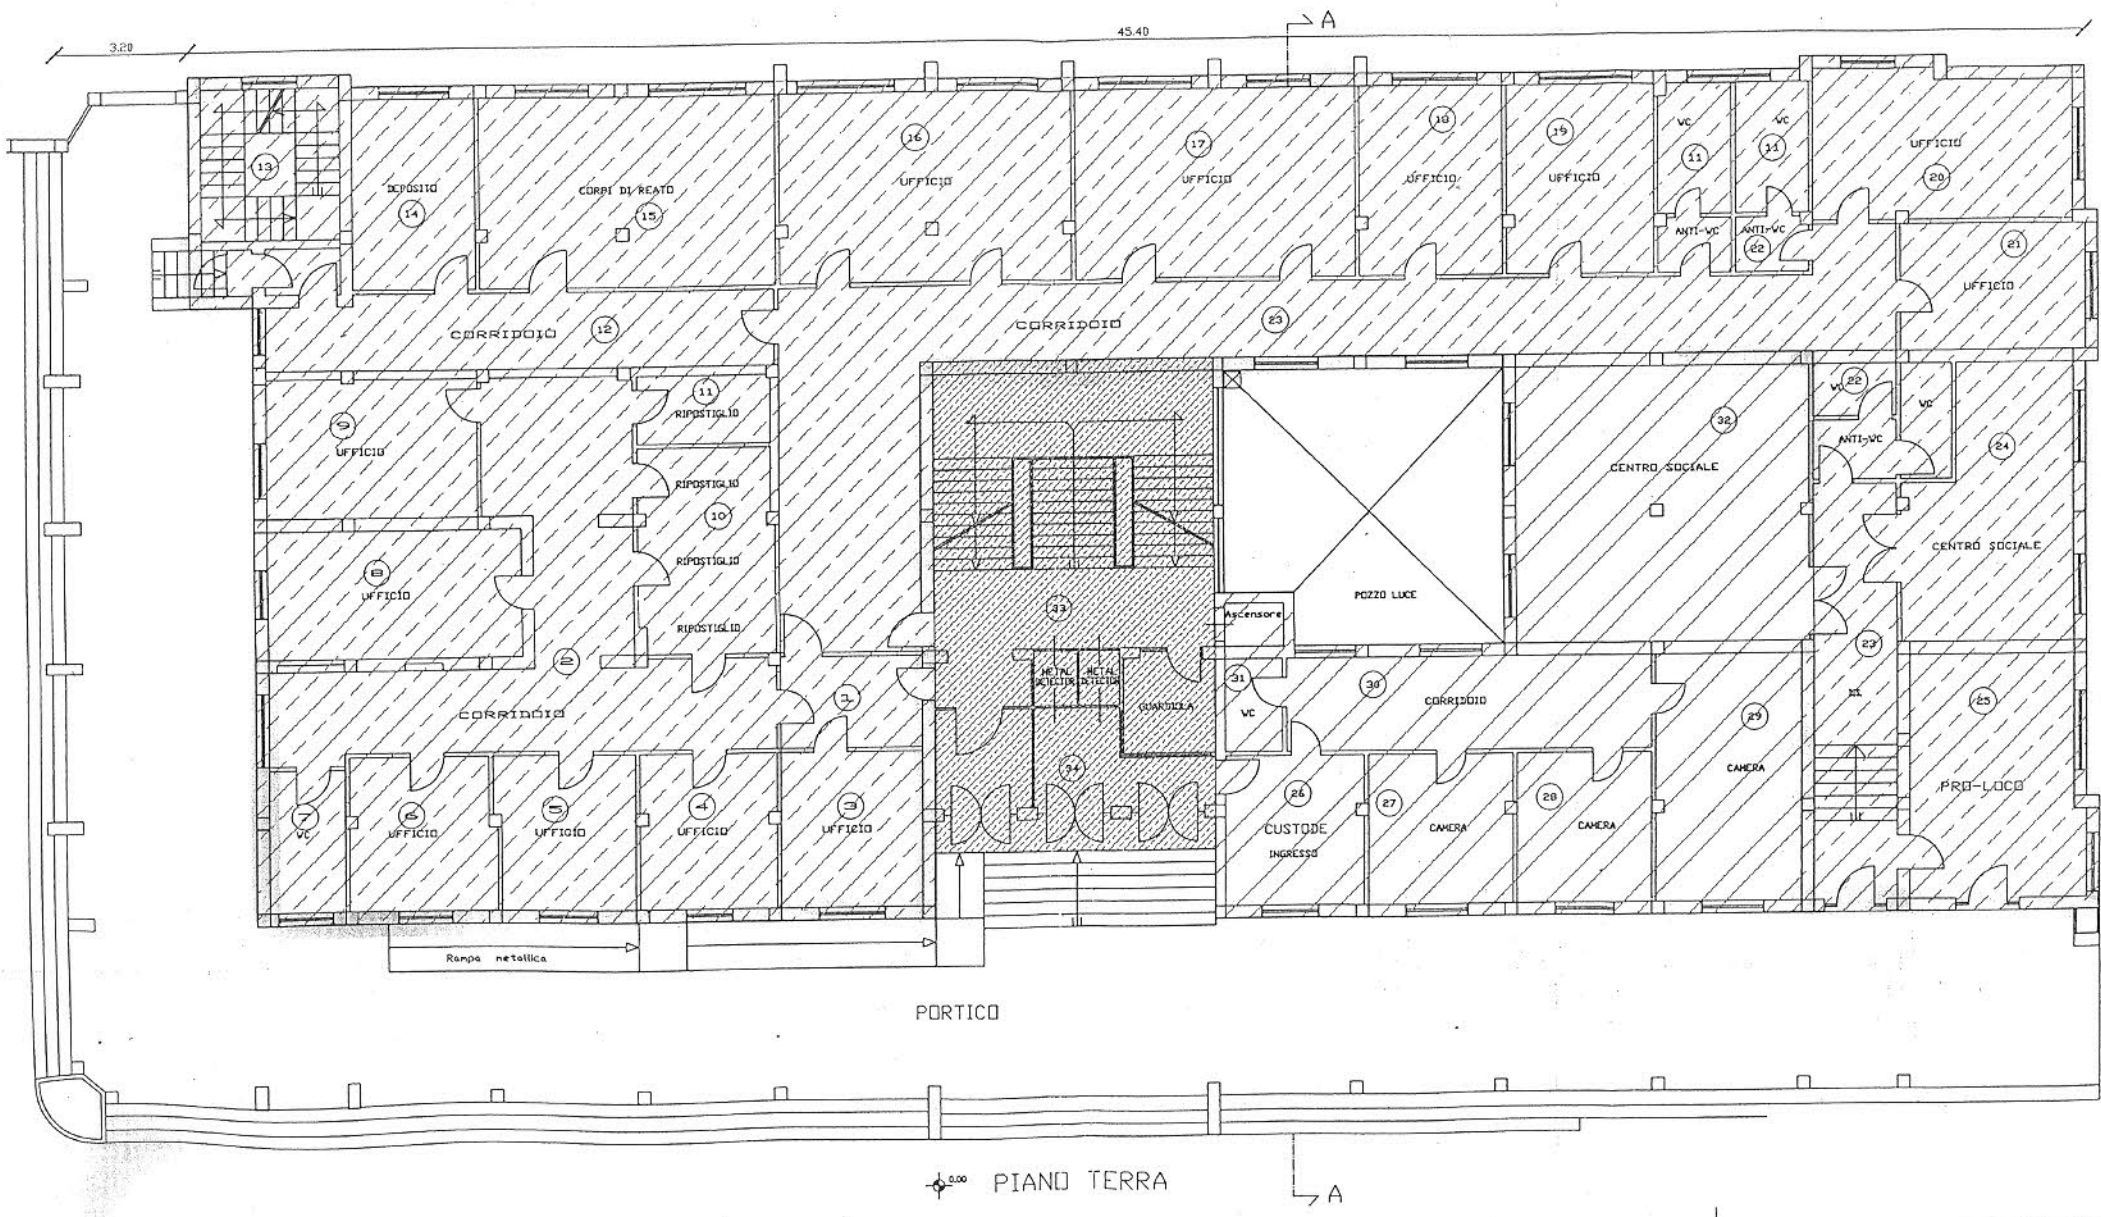 A
3.20
45.40
13
DEPOSITO
14
CORPI DI REATO
15
16
UFFICIO
17
UFFICIO
18
UFFICIO
19
UFFICIO
WC
11
WC
11
UFFICIO
20
ANTI-WC
ANTI-WC
22
21
UFFICIO
CORRIDOIO
12
CORRIDOIO
23
9
UFFICIO
11
RIPOSTIGLIO
RIPOSTIGLIO
10
RIPOSTIGLIO
RIPOSTIGLIO
8
UFFICIO
2
33
POZZO LUCE
Ascensore
32
CENTRO SOCIALE
WC
22
WC
ANTI-WC
24
CENTRO SOCIALE
23
CORRIDOIO
1
METAL
DETECTOR
METAL
DETECTOR
GUARDIOLA
31
WC
30
CORRIDOIO
29
CAMERA
25
PRO-LOCO
7
WC
6
UFFICIO
5
UFFICIO
4
UFFICIO
3
UFFICIO
34
26
CUSTODE
INGRESSO
27
CAMERA
28
CAMERA
Rampa metallica
PORTICO
0.00
PIANO TERRA
A